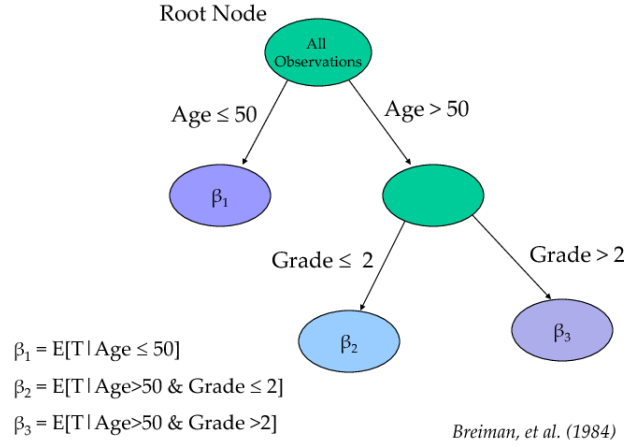 Root Node
All
Observations
Age ≤ 50
Age > 50
β₁
Grade ≤ 2
Grade > 2
β₂
β₃
β₁ = E[T|Age ≤ 50]
β₂ = E[T|Age>50 & Grade ≤ 2]
β₃ = E[T|Age>50 & Grade >2]
Breiman, et al. (1984)